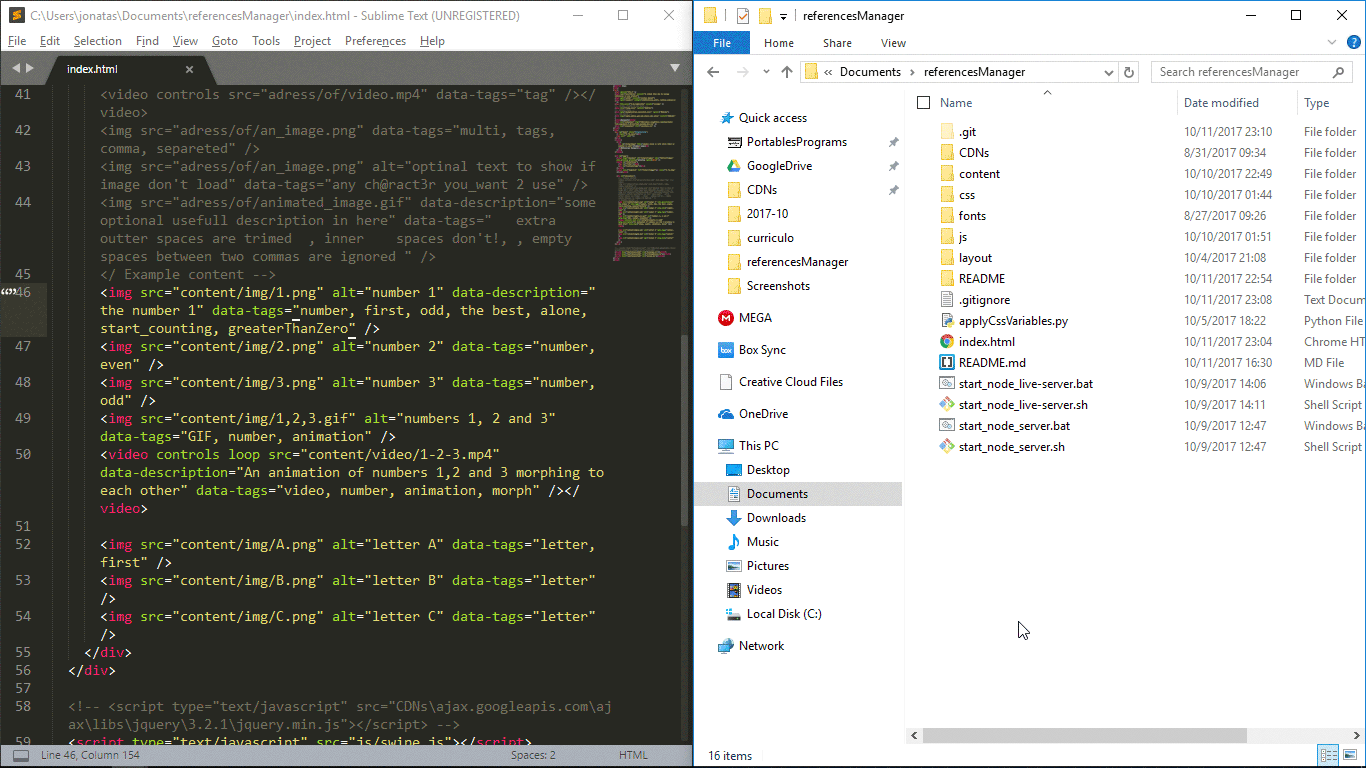 C:\Users\jonatas\Documents\referencesManager\index.html - Sublime Text (UNREGISTERED)
File Edit Selection Find View Goto Tools Project Preferences Help
index.html
41 <video controls src="adress/of/video.mp4" data-tags="tag" /></
video>
42 <img src="adress/of/an_image.png" data-tags="multi, tags,
comma, separeted" />
43 <img src="adress/of/an_image.png" alt="optinal text to show if
image don't load" data-tags="any ch@ract3r you_want 2 use" />
44 <img src="adress/of/animated_image.gif" data-description="some
optional usefull description in here" data-tags="   extra
outter spaces are trimed  , inner    spaces don't!, , empty
spaces between two commas are ignored " />
45 </ Example content -->
46 <img src="content/img/1.png" alt="number 1" data-description="
the number 1" data-tags="number, first, odd, the best, alone,
start_counting, greaterThanZero" />
47 <img src="content/img/2.png" alt="number 2" data-tags="number,
even" />
48 <img src="content/img/3.png" alt="number 3" data-tags="number,
odd" />
49 <img src="content/img/1,2,3.gif" alt="numbers 1, 2 and 3"
data-tags="GIF, number, animation" />
50 <video controls loop src="content/video/1-2-3.mp4"
data-description="An animation of numbers 1,2 and 3 morphing to
each other" data-tags="video, number, animation, morph" /></
video>
51
52 <img src="content/img/A.png" alt="letter A" data-tags="letter,
first" />
53 <img src="content/img/B.png" alt="letter B" data-tags="letter"
/>
54 <img src="content/img/C.png" alt="letter C" data-tags="letter"
/>
55 </div>
56 </div>
57
58 <!-- <script type="text/javascript" src="CDNs\ajax.googleapis.com\aj
ax\libs\jquery\3.2.1\jquery.min.js"></script> -->
59 <script type="text/javascript" src="js/swipe.js"></script>
Line 46, Column 154 Spaces: 2 HTML
referencesManager
File Home Share View
« Documents > referencesManager
Search referencesManager
Quick access
PortablesPrograms
GoogleDrive
CDNs
2017-10
curriculo
referencesManager
Screenshots
MEGA
Box Sync
Creative Cloud Files
OneDrive
This PC
Desktop
Documents
Downloads
Music
Pictures
Videos
Local Disk (C:)
Network
Name Date modified Type
.git 10/11/2017 23:10 File folder
CDNs 8/31/2017 09:34 File folder
content 10/10/2017 22:49 File folder
css 10/10/2017 01:44 File folder
fonts 8/27/2017 09:26 File folder
js 10/10/2017 01:51 File folder
layout 10/4/2017 21:08 File folder
README 10/11/2017 22:54 File folder
.gitignore 10/11/2017 23:08 Text Docum
applyCssVariables.py 10/5/2017 18:22 Python File
index.html 10/11/2017 23:04 Chrome HT
README.md 10/11/2017 16:30 MD File
start_node_live-server.bat 10/9/2017 14:06 Windows Ba
start_node_live-server.sh 10/9/2017 14:11 Shell Script
start_node_server.bat 10/9/2017 12:47 Windows Ba
start_node_server.sh 10/9/2017 12:47 Shell Script
16 items